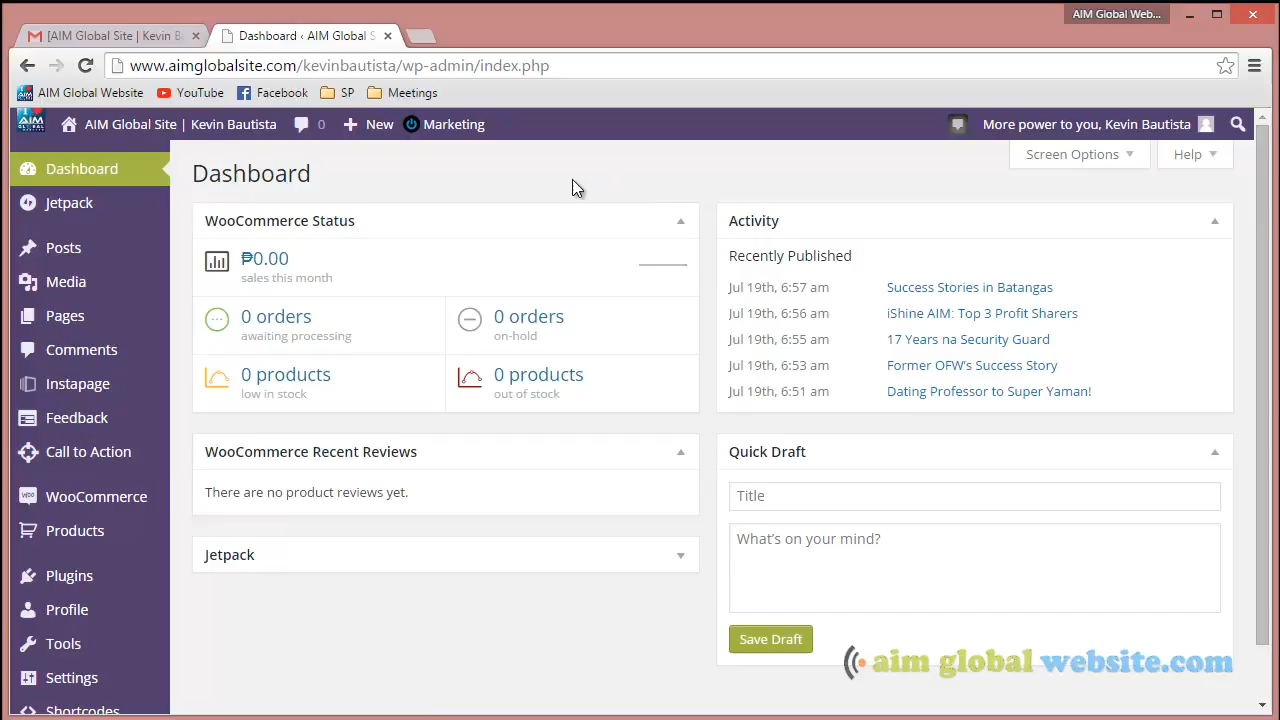 AIM Global Web...
[AIM Global Site | Kevin B
Dashboard ‹ AIM Global S
www.aimglobalsite.com/kevinbautista/wp-admin/index.php
AIM Global Website
YouTube
Facebook
SP
Meetings
AIM Global Site | Kevin Bautista
0
New
Marketing
More power to you, Kevin Bautista
Dashboard
Jetpack
Posts
Media
Pages
Comments
Instapage
Feedback
Call to Action
WooCommerce
Products
Plugins
Profile
Tools
Settings
Shortcodes
Screen Options
Help
Dashboard
WooCommerce Status
₱0.00
sales this month
0 orders
awaiting processing
0 orders
on-hold
0 products
low in stock
0 products
out of stock
WooCommerce Recent Reviews
There are no product reviews yet.
Jetpack
Activity
Recently Published
Jul 19th, 6:57 am Success Stories in Batangas
Jul 19th, 6:56 am iShine AIM: Top 3 Profit Sharers
Jul 19th, 6:55 am 17 Years na Security Guard
Jul 19th, 6:53 am Former OFW's Success Story
Jul 19th, 6:51 am Dating Professor to Super Yaman!
Quick Draft
Title
What's on your mind?
Save Draft
aim global website.com